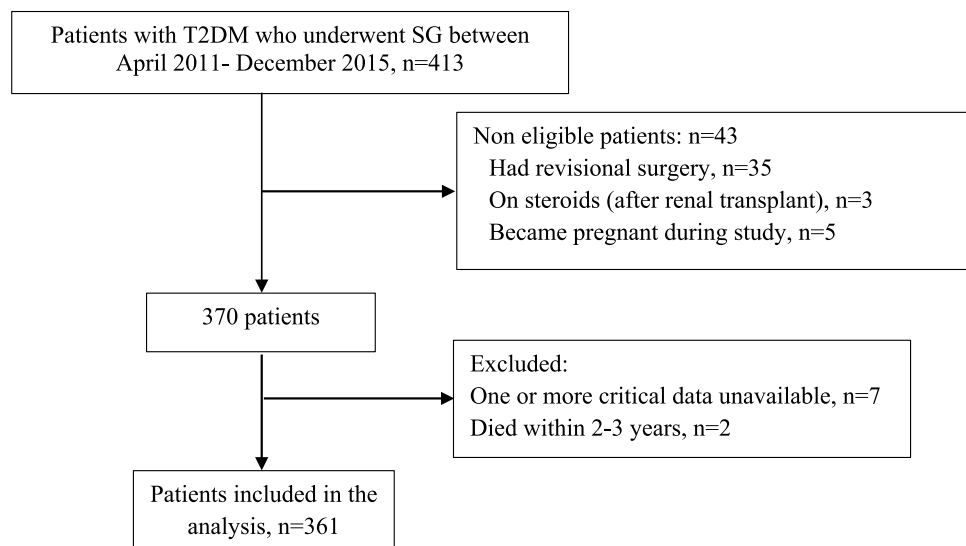 Patients with T2DM who underwent SG between
April 2011- December 2015, n=413
Non eligible patients: n=43
Had revisional surgery, n=35
On steroids (after renal transplant), n=3
Became pregnant during study, n=5
370 patients
Excluded:
One or more critical data unavailable, n=7
Died within 2-3 years, n=2
Patients included in the
analysis, n=361